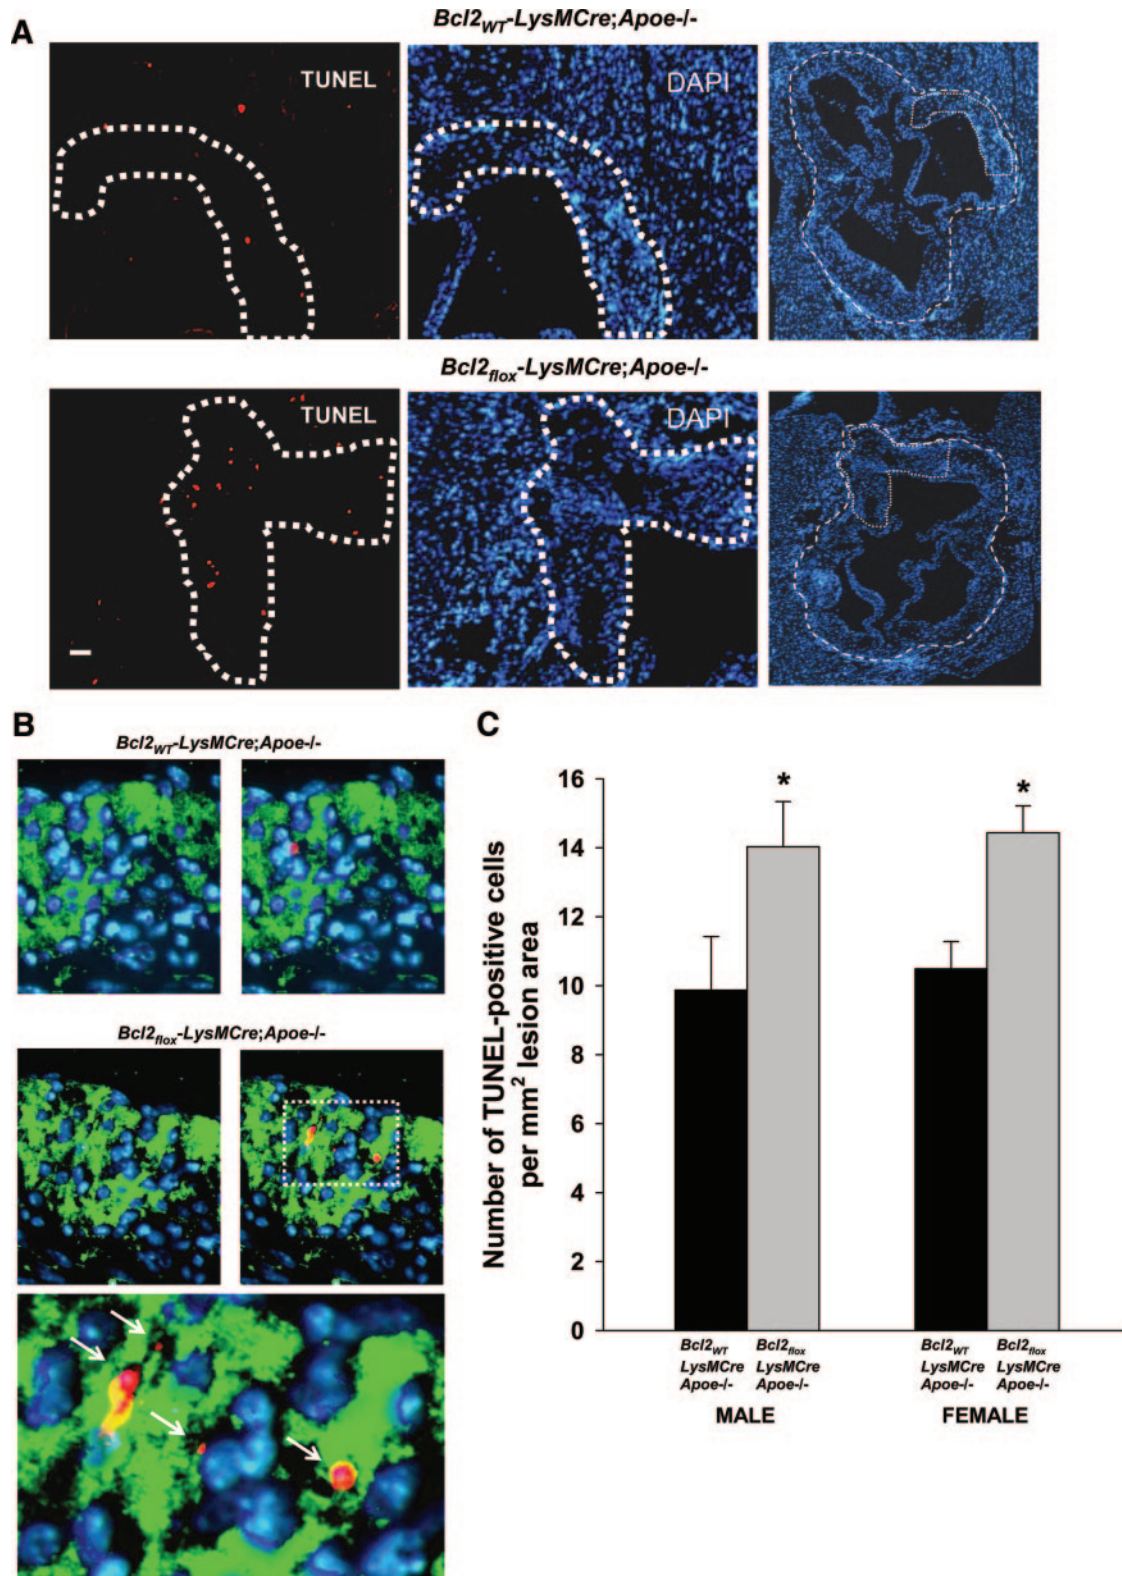 A
Bcl2WT-LysMCre;Apoe-/-
TUNEL
DAPI
Bcl2flox-LysMCre;Apoe-/-
TUNEL
DAPI
B
Bcl2WT-LysMCre;Apoe-/-
Bcl2flox-LysMCre;Apoe-/-
C
Number of TUNEL-positive cells
per mm2 lesion area
16
14
12
10
8
6
4
2
0
*
*
Bcl2WT
LysMCre
Apoe-/-
Bcl2flox
LysMCre
Apoe-/-
MALE
Bcl2WT
LysMCre
Apoe-/-
Bcl2flox
LysMCre
Apoe-/-
FEMALE